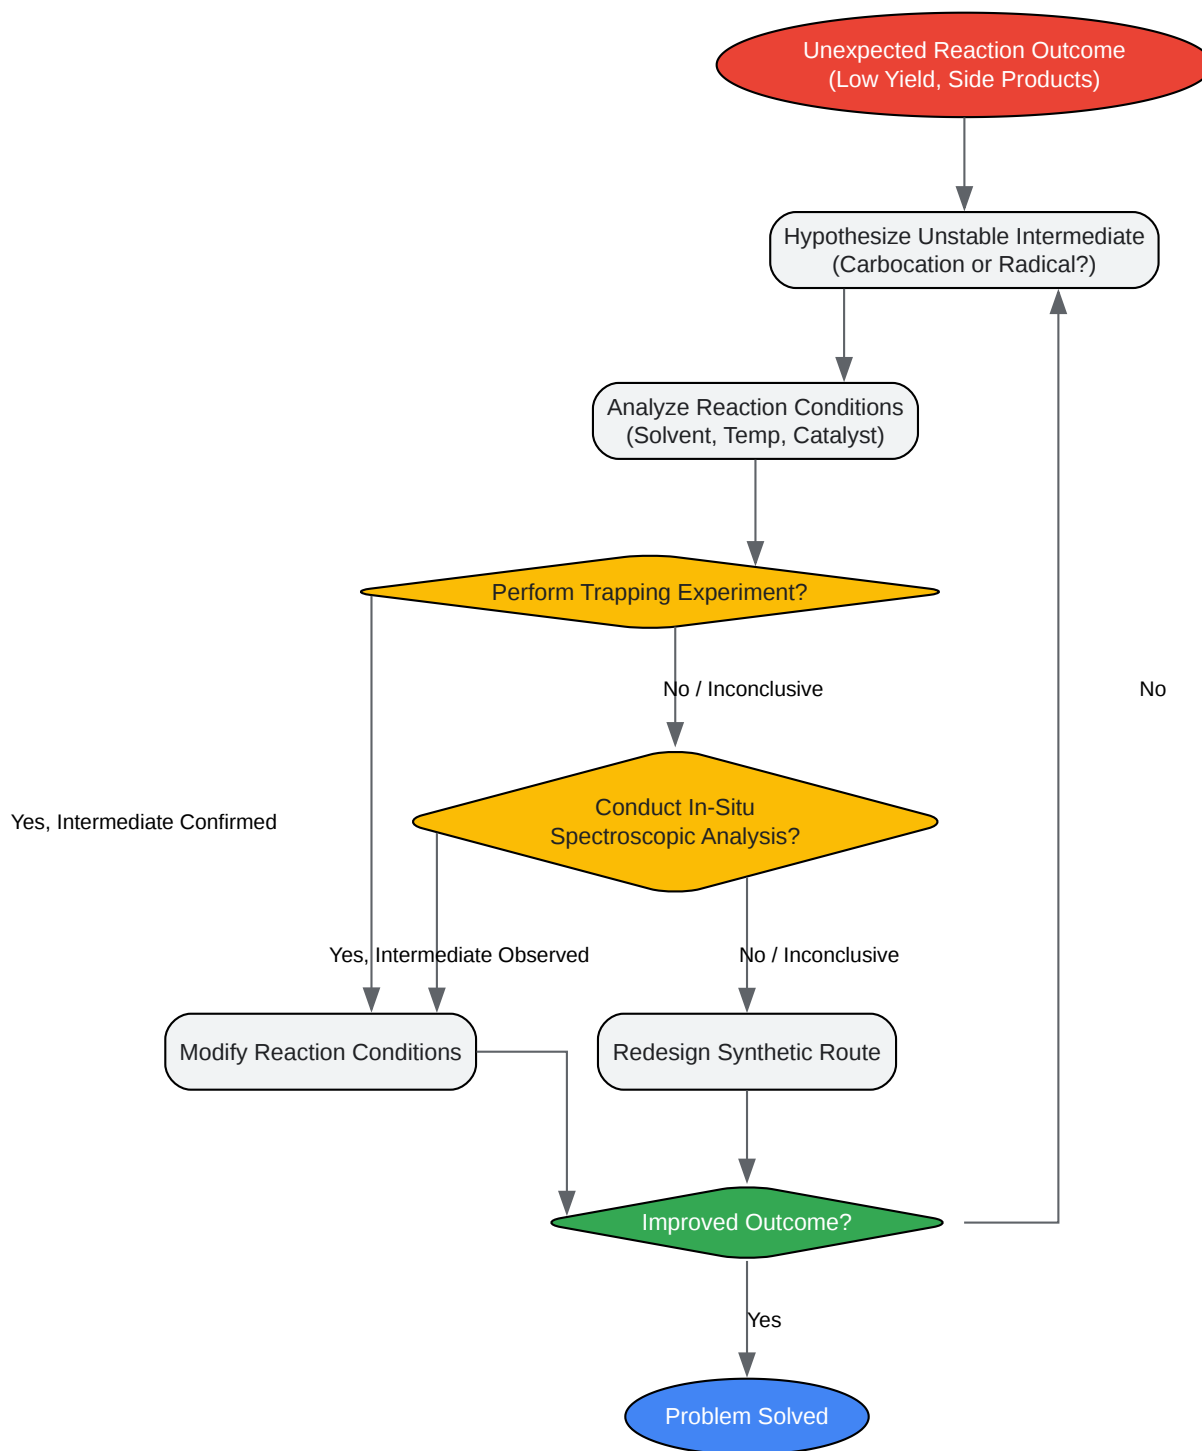 Unexpected Reaction Outcome
(Low Yield, Side Products)
Hypothesize Unstable Intermediate
(Carbocation or Radical?)
Analyze Reaction Conditions
(Solvent, Temp, Catalyst)
Perform Trapping Experiment?
No / Inconclusive
No
Conduct In-Situ
Spectroscopic Analysis?
Yes, Intermediate Confirmed
Yes, Intermediate Observed
No / Inconclusive
Modify Reaction Conditions
Redesign Synthetic Route
Improved Outcome?
Yes
Problem Solved